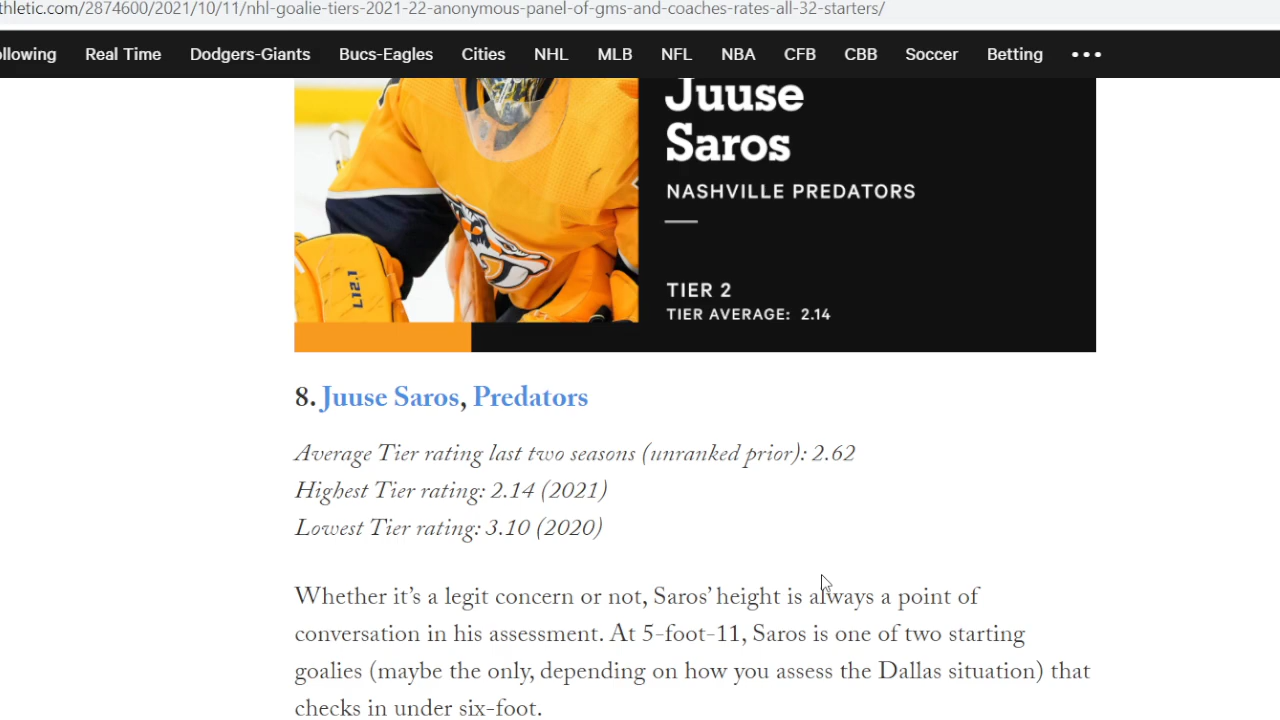 thletic.com/2874600/2021/10/11/nhl-goalie-tiers-2021-22-anonymous-panel-of-gms-and-coaches-rates-all-32-starters/
ollowing Real Time Dodgers-Giants Bucs-Eagles Cities NHL MLB NFL NBA CFB CBB Soccer Betting •••
Juuse
Saros
NASHVILLE PREDATORS
TIER 2
TIER AVERAGE: 2.14
L12.1
8. Juuse Saros, Predators
Average Tier rating last two seasons (unranked prior): 2.62
Highest Tier rating: 2.14 (2021)
Lowest Tier rating: 3.10 (2020)
Whether it’s a legit concern or not, Saros’ height is always a point of
conversation in his assessment. At 5-foot-11, Saros is one of two starting
goalies (maybe the only, depending on how you assess the Dallas situation) that
checks in under six-foot.